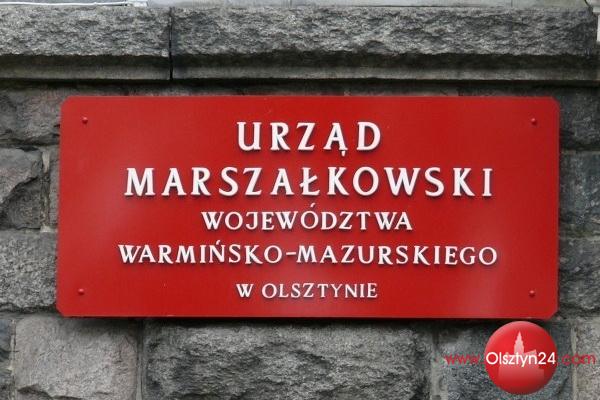 URZĄD
MARSZAŁKOWSKI
WOJEWÓDZTWA
WARMIŃSKO-MAZURSKIEGO
W OLSZTYNIE
www.Olsztyn24.com